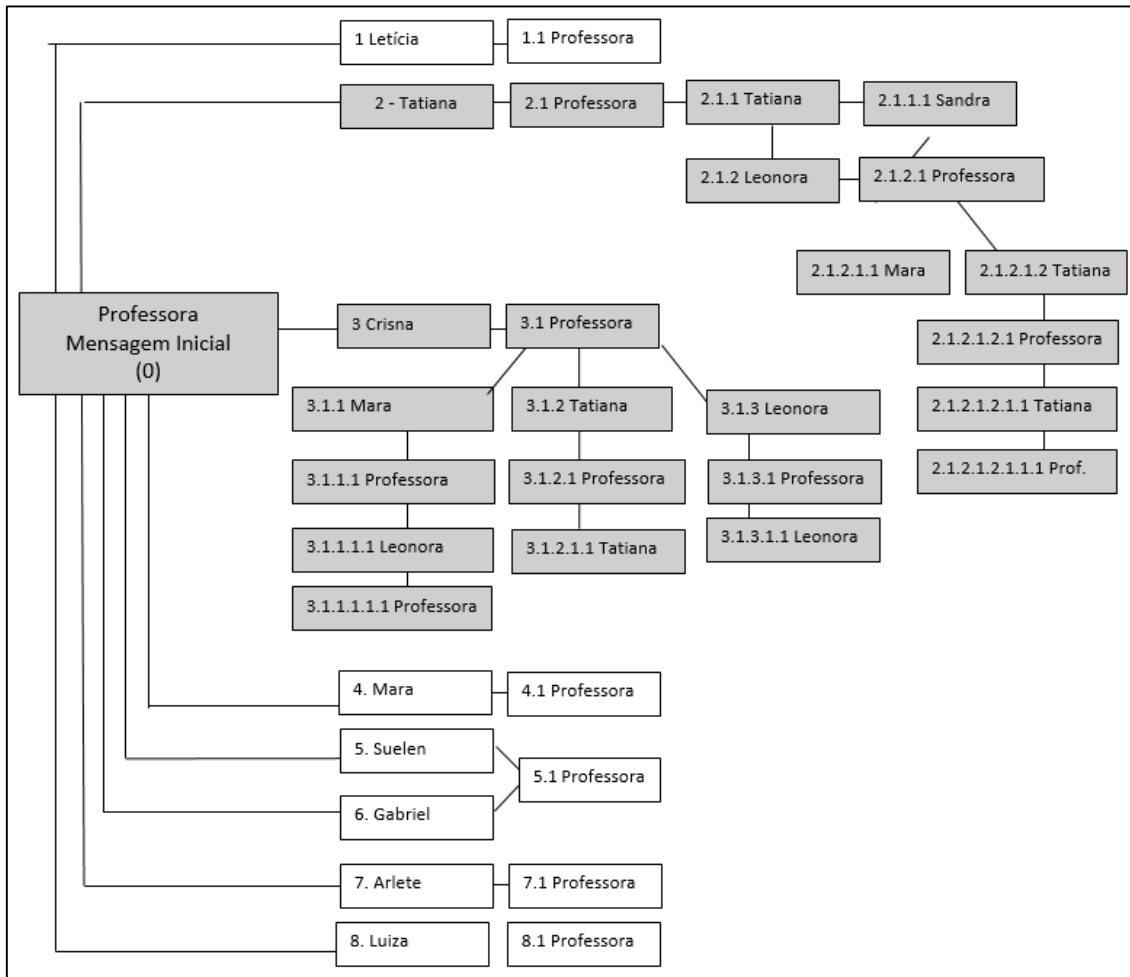 1 Letícia
1.1 Professora
2 - Tatiana
2.1 Professora
2.1.1 Tatiana
2.1.1.1 Sandra
2.1.2 Leonora
2.1.2.1 Professora
2.1.2.1.1 Mara
2.1.2.1.2 Tatiana
Professora
Mensagem Inicial
(0)
3 Crisna
3.1 Professora
2.1.2.1.2.1 Professora
3.1.1 Mara
3.1.2 Tatiana
3.1.3 Leonora
2.1.2.1.2.1.1 Tatiana
3.1.1.1 Professora
3.1.2.1 Professora
3.1.3.1 Professora
2.1.2.1.2.1.1.1 Prof.
3.1.1.1.1 Leonora
3.1.2.1.1 Tatiana
3.1.3.1.1 Leonora
3.1.1.1.1.1 Professora
4. Mara
4.1 Professora
5. Suelen
5.1 Professora
6. Gabriel
7. Arlete
7.1 Professora
8. Luiza
8.1 Professora